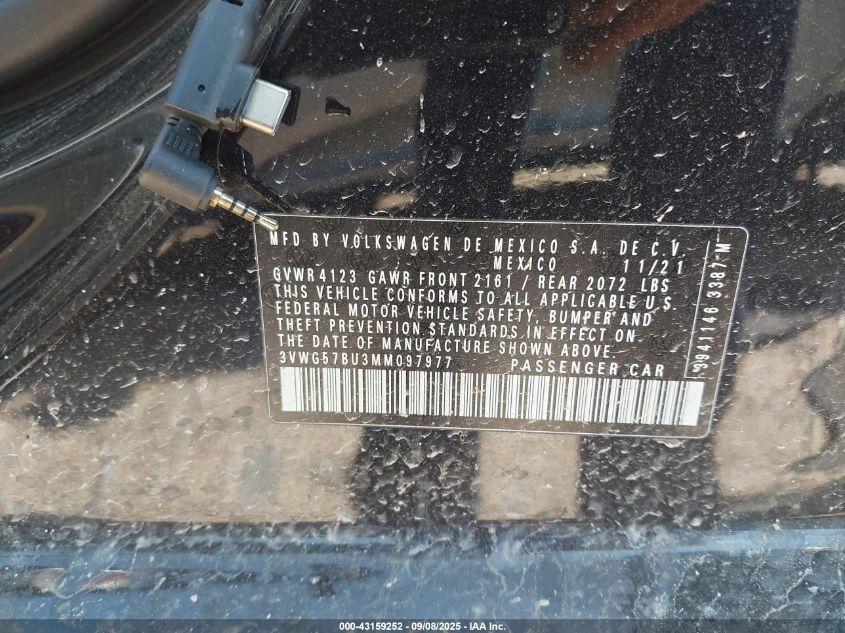 MFD BY VOLKSWAGEN DE MEXICO S.A. DE C.V.
MEXICO 11/21
GVWR 4123 GAWR FRONT 2161 / REAR 2072 LBS
THIS VEHICLE CONFORMS TO ALL APPLICABLE U.S.
FEDERAL MOTOR VEHICLE SAFETY, BUMPER AND
THEFT PREVENTION STANDARDS IN EFFECT ON
THE DATE OF MANUFACTURE SHOWN ABOVE.
3VWG57BU3MM097977 PASSENGER CAR
3387-M
000-43159252 - 09/08/2025 - IAA Inc.